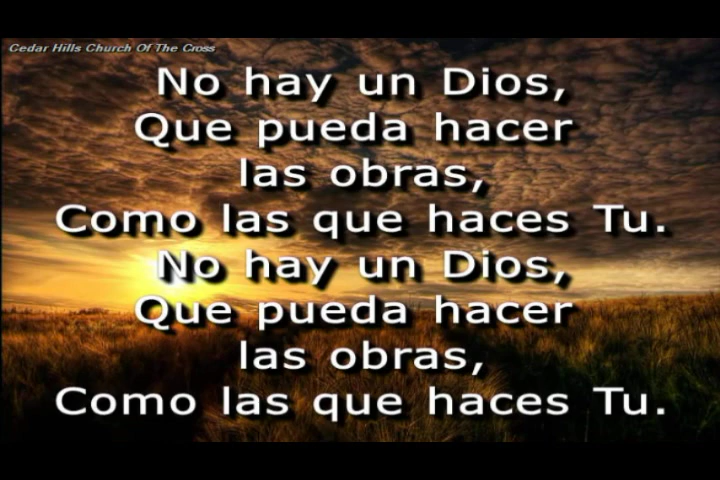 Cedar Hills Church Of The Cross
No hay un Dios,
Que pueda hacer
las obras,
Como las que haces Tu.
No hay un Dios,
Que pueda hacer
las obras,
Como las que haces Tu.